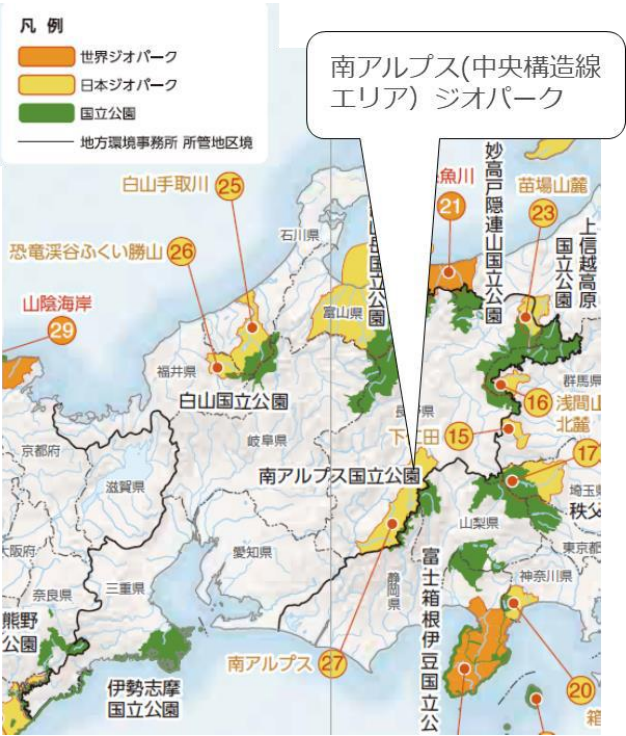 凡 例
世界ジオパーク
日本ジオパーク
国立公園
地方環境事務所 所管地区境
南アルプス(中央構造線
エリア) ジオパーク
白山手取川 25
石川県
恐竜渓谷ふくい勝山 26
山陰海岸
29
福井県
白山国立公園
富山県
山岳国立公園
魚川
21
妙高戸隠連山国立公園
苗場山麓
23
上信越高原
国立公園
群馬県
16 浅間山
北麓
15
17
京都府
滋賀県
岐阜県
南アルプス国立公園
埼玉県
秩父
山梨県
東京都
大阪府
愛知県
静岡県
神奈川県
奈良県
三重県
熊野
公園
富士箱根伊豆国立公
南アルプス 27
伊勢志摩
国立公園
20
箱